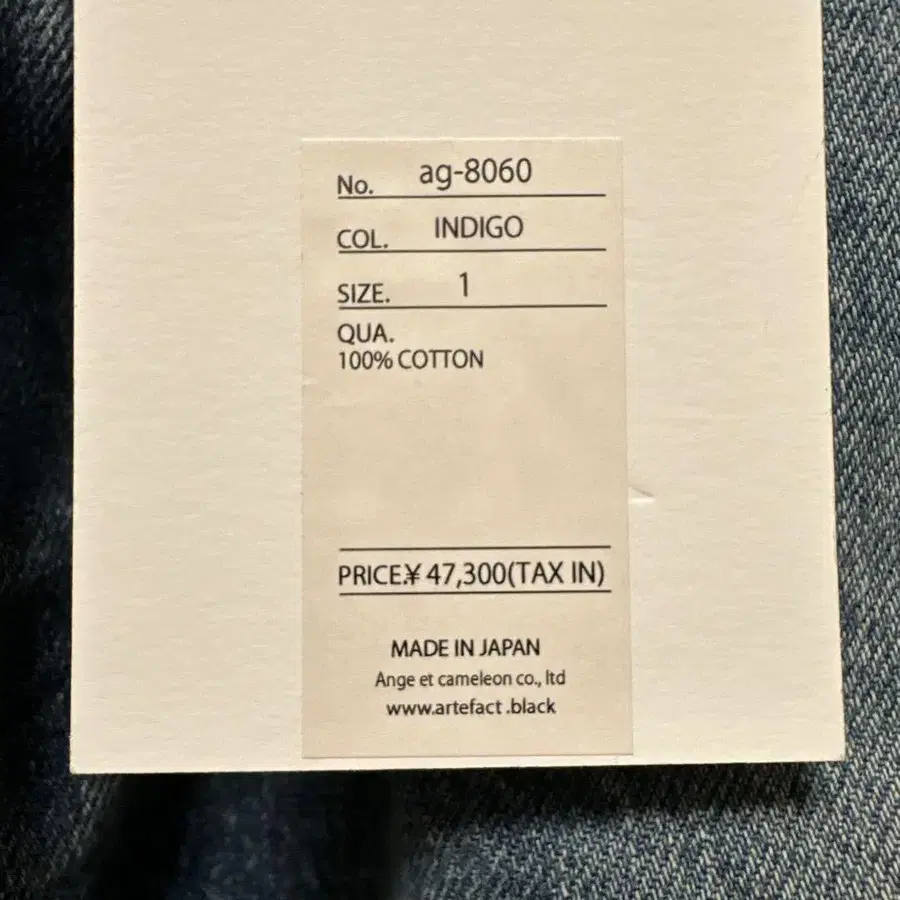 No. ag-8060
COL. INDIGO
SIZE. 1
QUA.
100% COTTON
PRICE.¥ 47,300(TAX IN)
MADE IN JAPAN
Ange et cameleon co., ltd
www.artefact .black